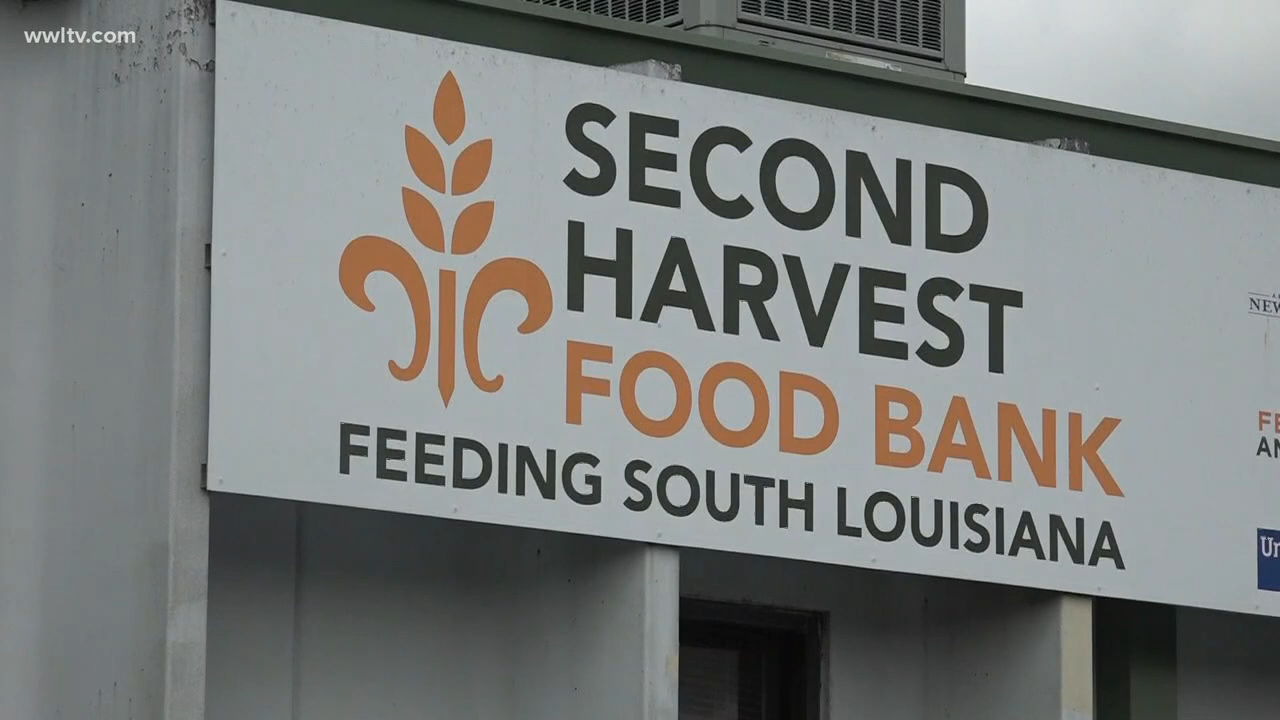 wwltv.com
SECOND
HARVEST
FOOD BANK
FEEDING SOUTH LOUISIANA